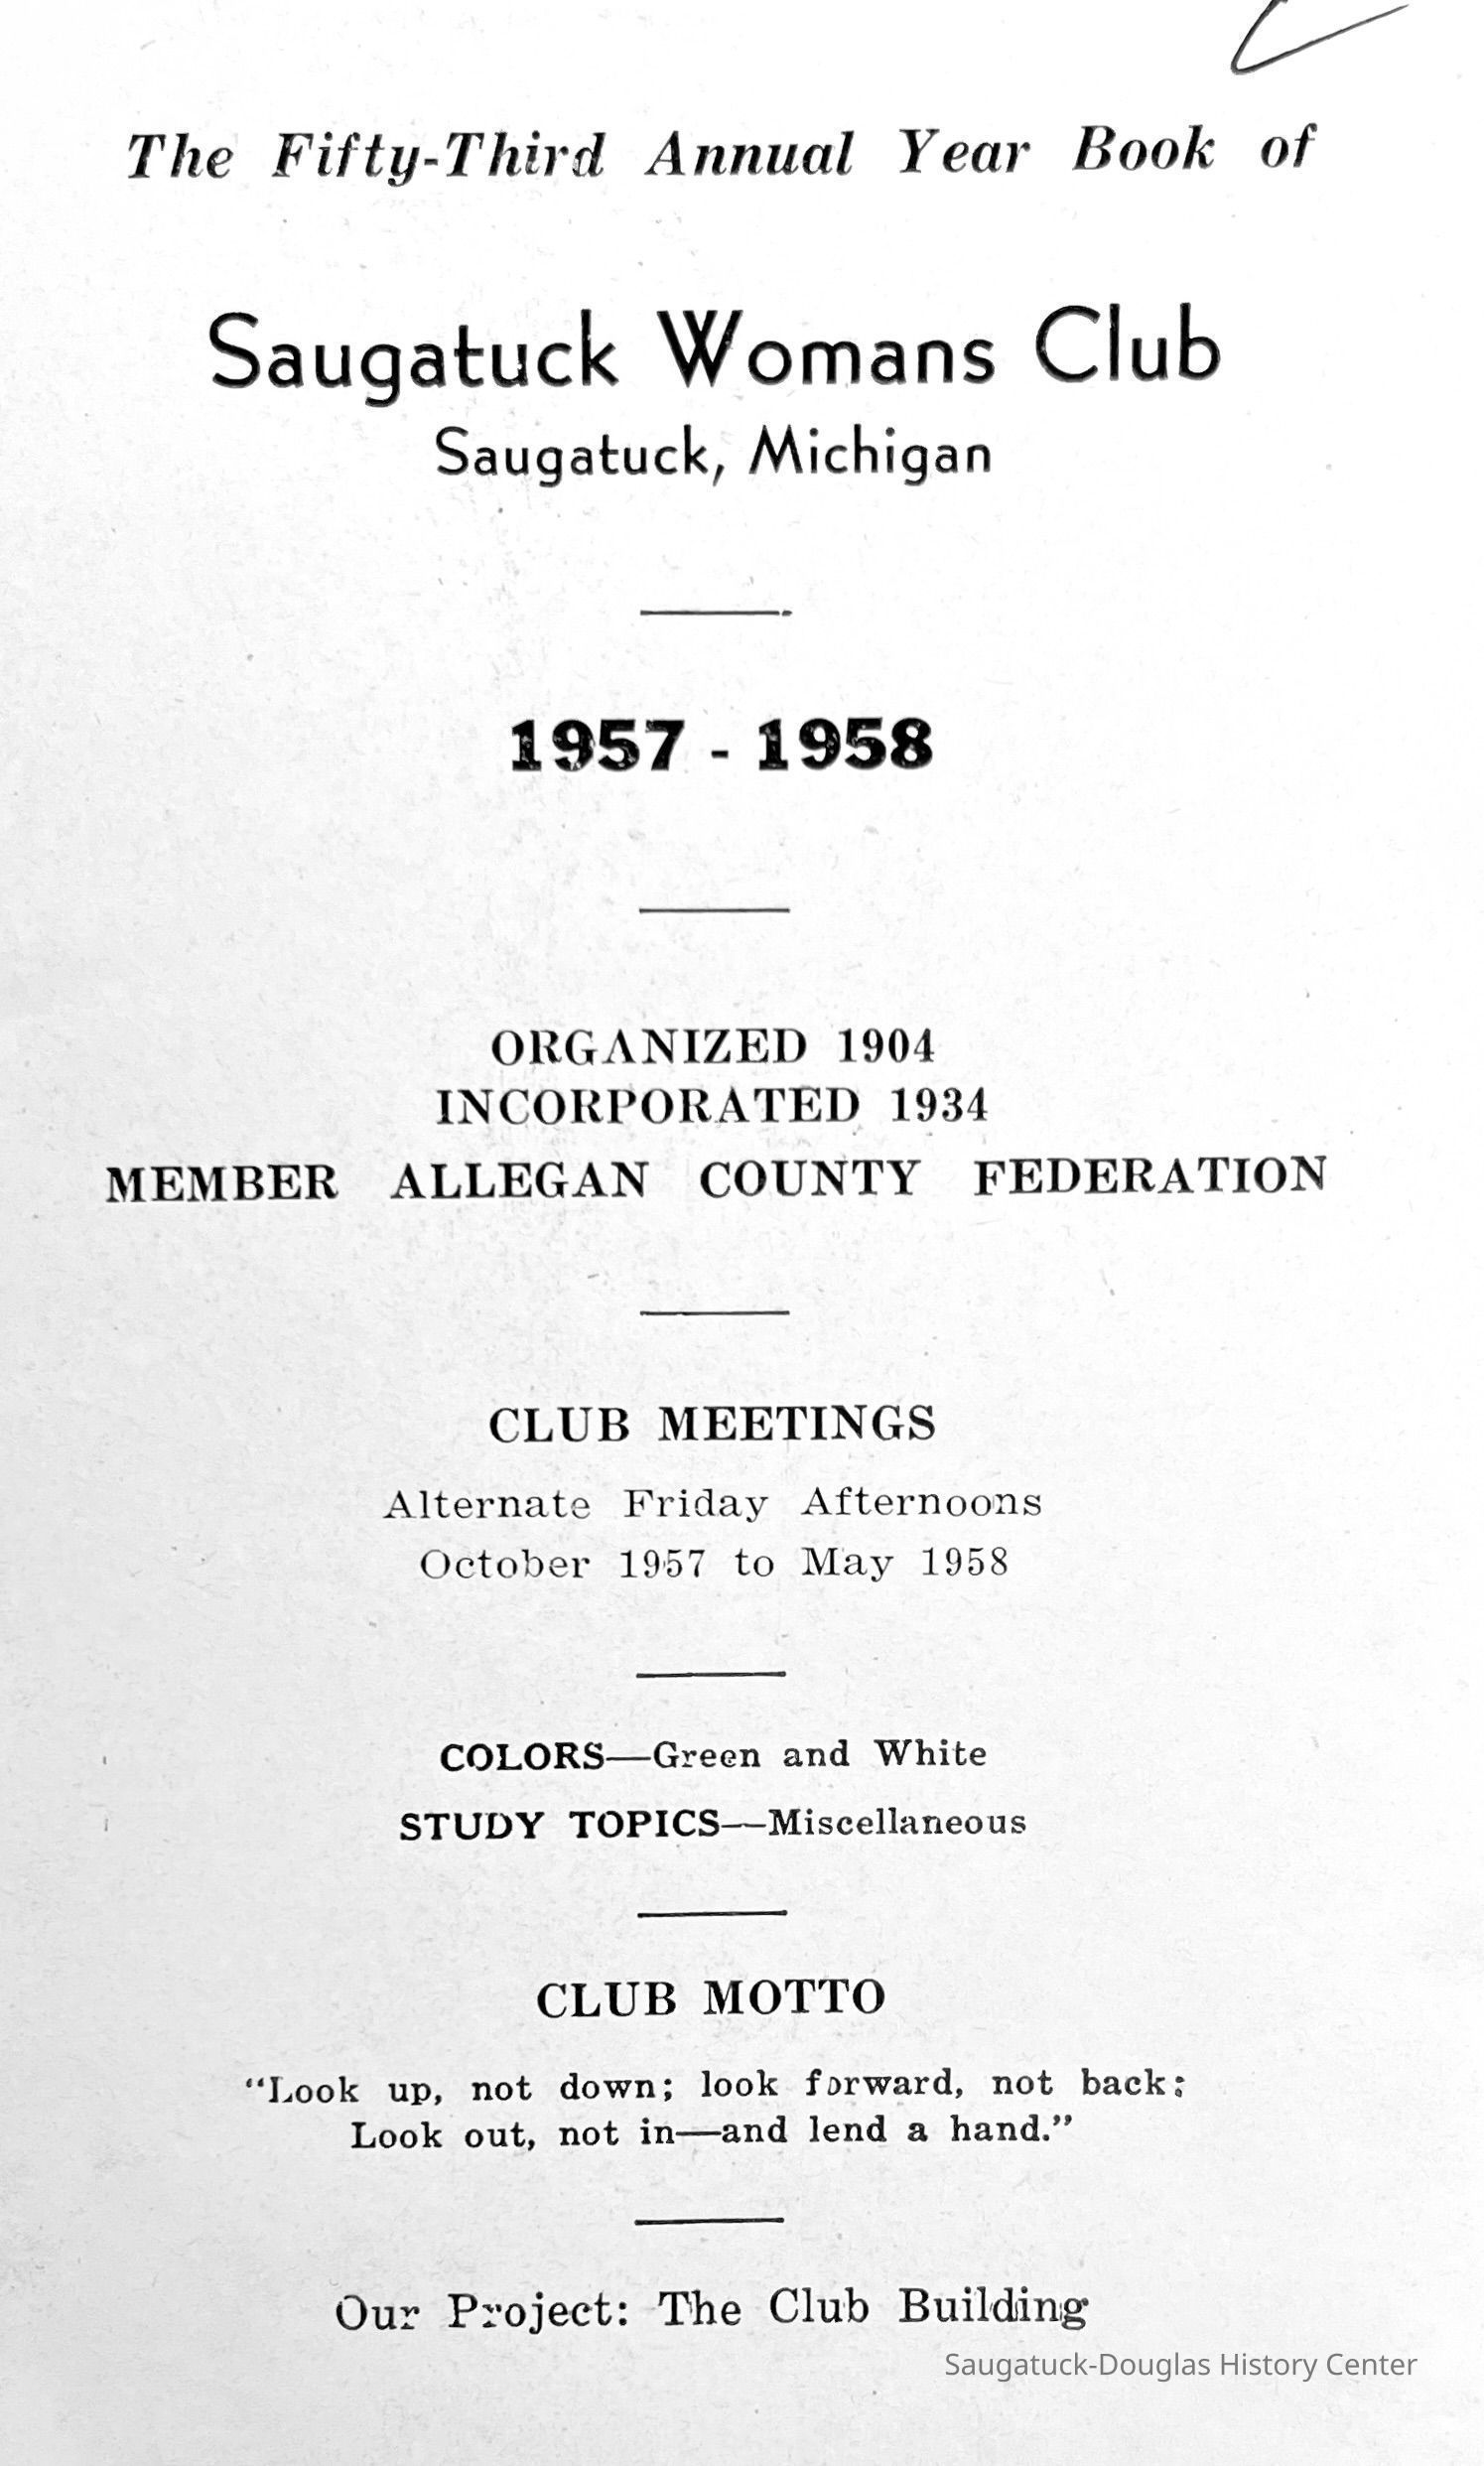 The Fifty-Third Annual Year Book of
Saugatuck Womans Club
Saugatuck, Michigan
1957 - 1958
ORGANIZED 1904
INCORPORATED 1934
MEMBER ALLEGAN COUNTY FEDERATION
CLUB MEETINGS
Alternate Friday Afternoons
October 1957 to May 1958
COLORS—Green and White
STUDY TOPICS—Miscellaneous
CLUB MOTTO
“Look up, not down; look forward, not back;
Look out, not in—and lend a hand.”
Our Project: The Club Building
Saugatuck-Douglas History Center